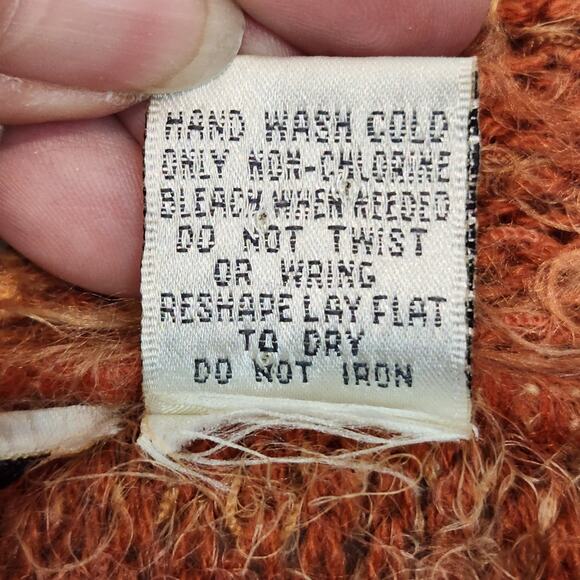 HAND WASH COLD
ONLY NON-CHLORINE
BLEACH WHEN NEEDED
DO NOT TWIST
OR WRING
RESHAPE LAY FLAT
TO DRY
DO NOT IRON